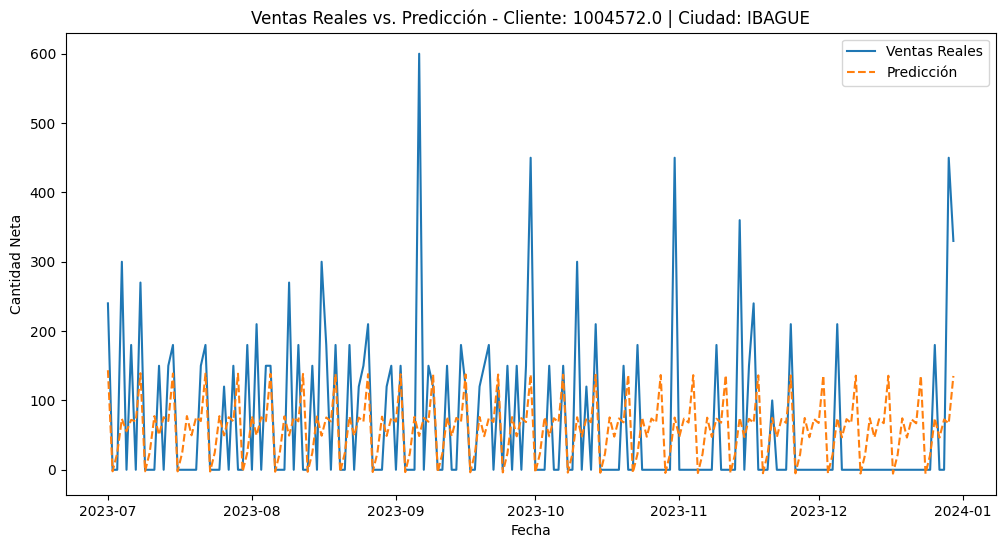 Ventas Reales vs. Predicción - Cliente: 1004572.0 | Ciudad: IBAGUE
Ventas Reales
Predicción
600
500
400
300
200
100
0
Cantidad Neta
2023-07
2023-08
2023-09
2023-10
2023-11
2023-12
2024-01
Fecha